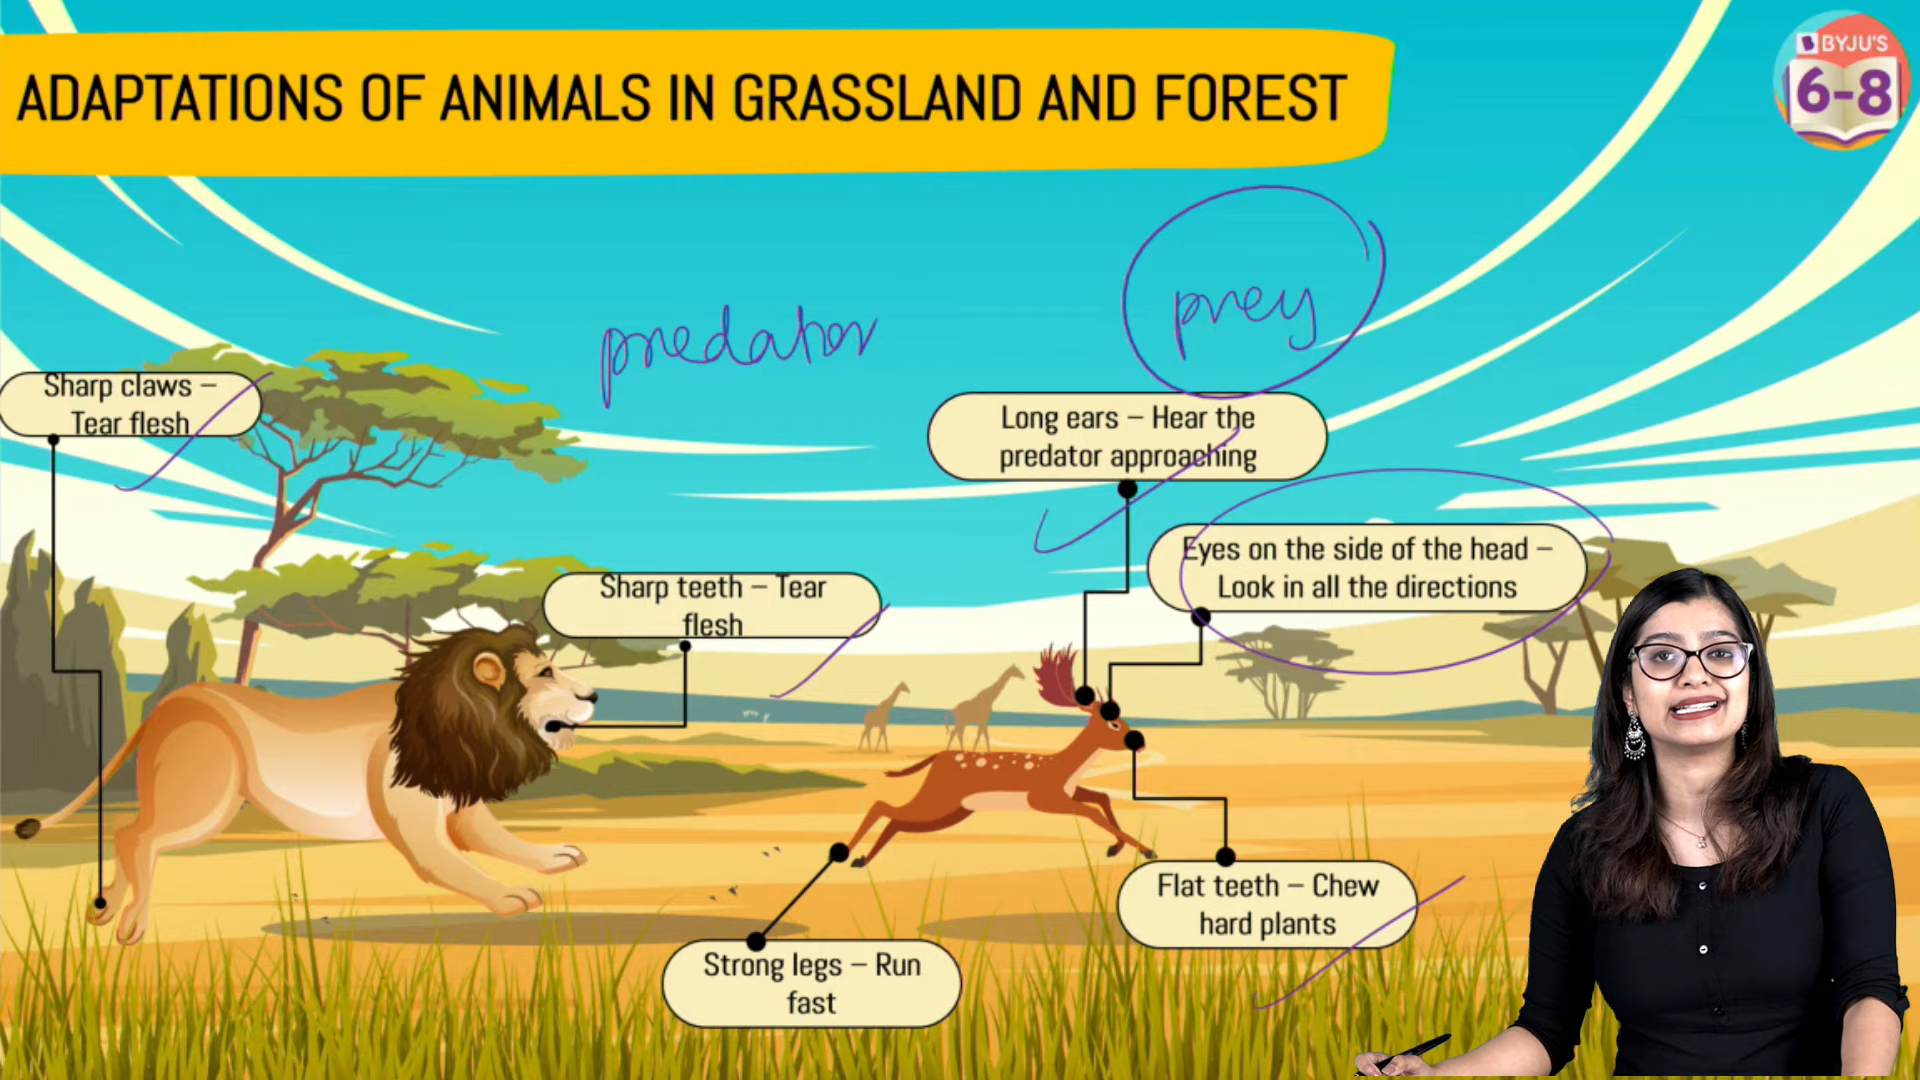 ADAPTATIONS OF ANIMALS IN GRASSLAND AND FOREST
BYJU'S
6-8
predator
prey
Sharp claws –
Tear flesh
Long ears – Hear the
predator approaching
Eyes on the side of the head –
Look in all the directions
Sharp teeth – Tear
flesh
Flat teeth – Chew
hard plants
Strong legs – Run
fast